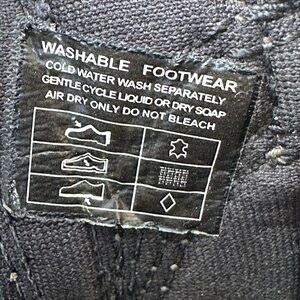 WASHABLE FOOTWEAR
COLD WATER WASH SEPARATELY
GENTLE CYCLE LIQUID OR DRY SOAP
AIR DRY ONLY DO NOT BLEACH